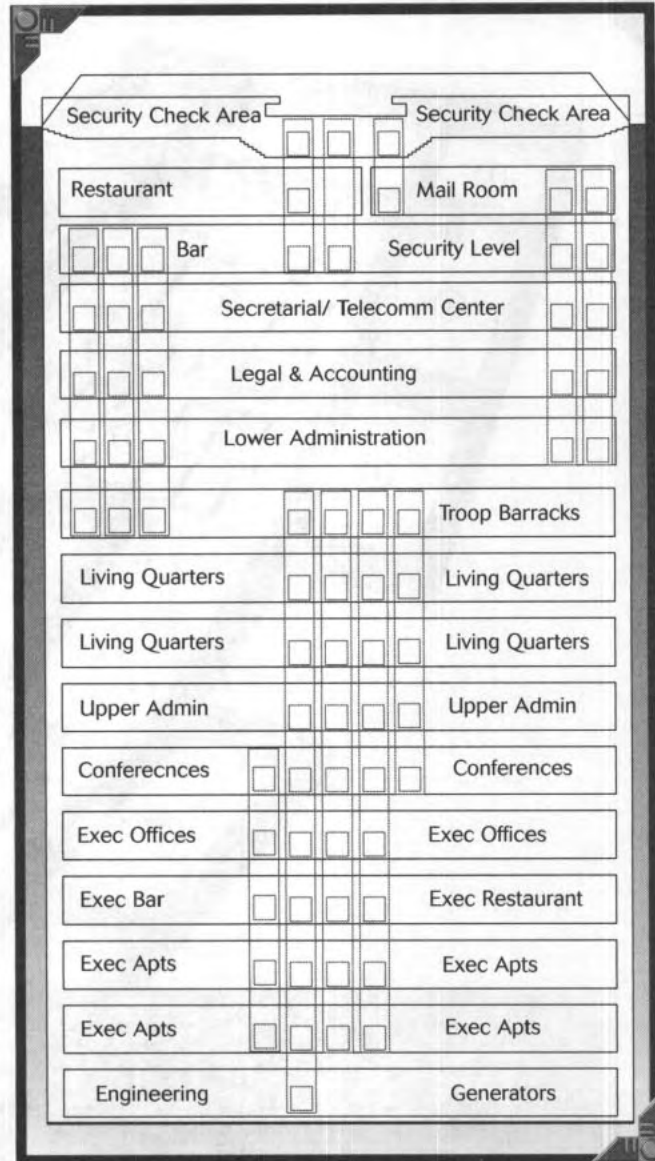 Security Check Area Security Check Area
Restaurant Mail Room
Bar Security Level
Secretarial/ Telecomm Center
Legal & Accounting
Lower Administration
Troop Barracks
Living Quarters Living Quarters
Living Quarters Living Quarters
Upper Admin Upper Admin
Conferecnces Conferences
Exec Offices Exec Offices
Exec Bar Exec Restaurant
Exec Apts Exec Apts
Exec Apts Exec Apts
Engineering Generators